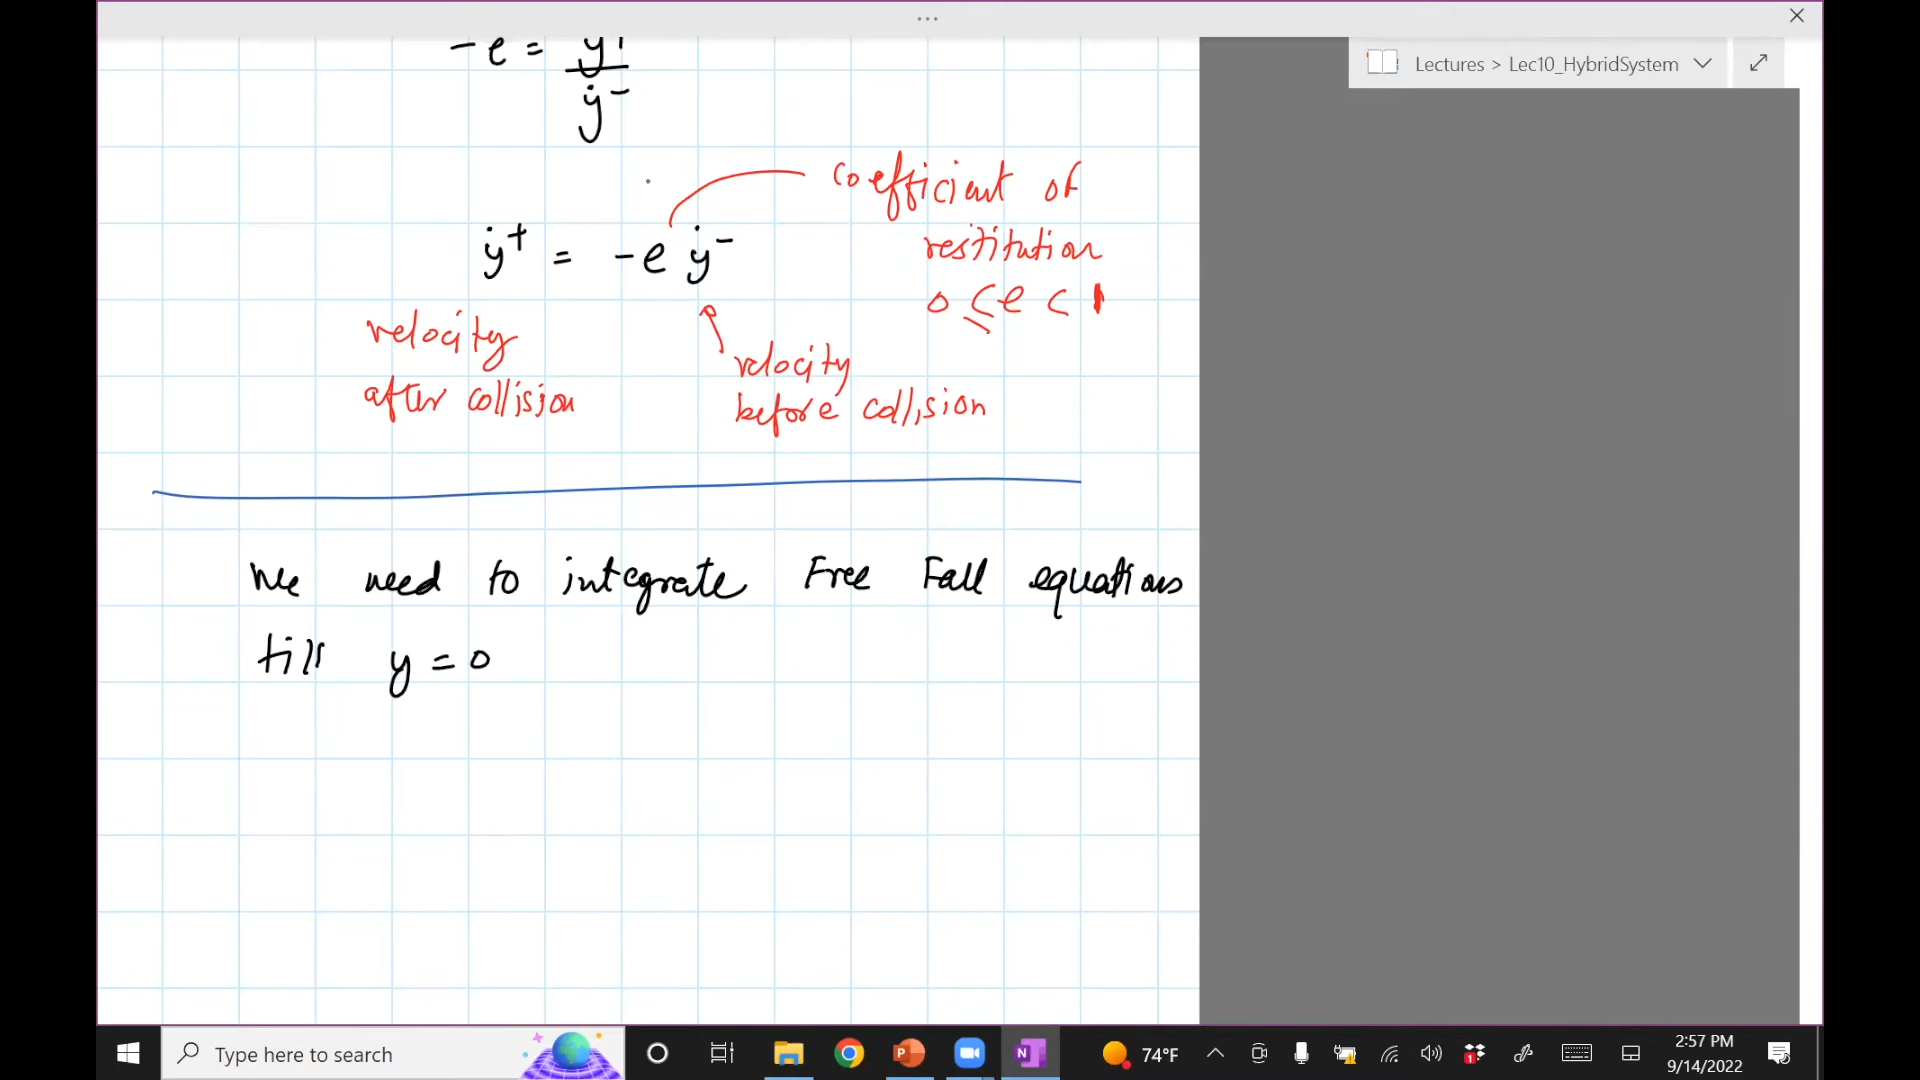 Lectures > Lec10_HybridSystem
-e = ẏ⁺
ẏ⁻
coefficient of
restitution
0 ≤ e < 1
ẏ⁺ = -e ẏ⁻
velocity
after collision
velocity
before collision
We need to integrate Free Fall equations
till y = 0
Type here to search
74°F
2:57 PM
9/14/2022